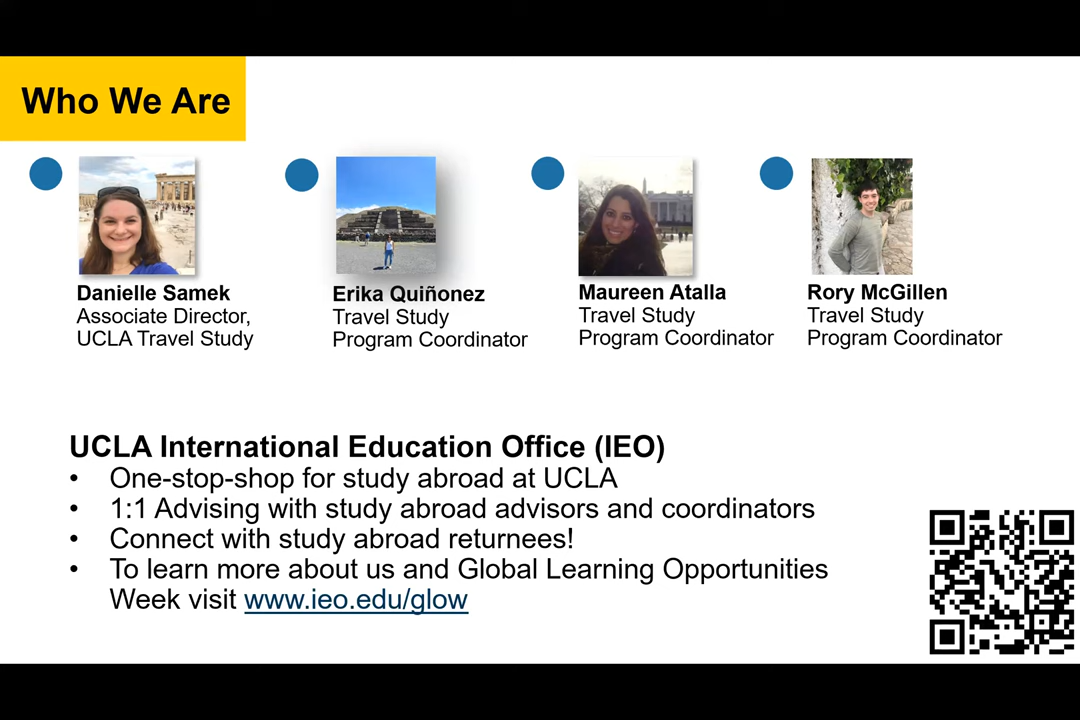 Who We Are
Danielle Samek
Associate Director,
UCLA Travel Study
Erika Quiñonez
Travel Study
Program Coordinator
Maureen Atalla
Travel Study
Program Coordinator
Rory McGillen
Travel Study
Program Coordinator
UCLA International Education Office (IEO)
• One-stop-shop for study abroad at UCLA
• 1:1 Advising with study abroad advisors and coordinators
• Connect with study abroad returnees!
• To learn more about us and Global Learning Opportunities
Week visit www.ieo.edu/glow